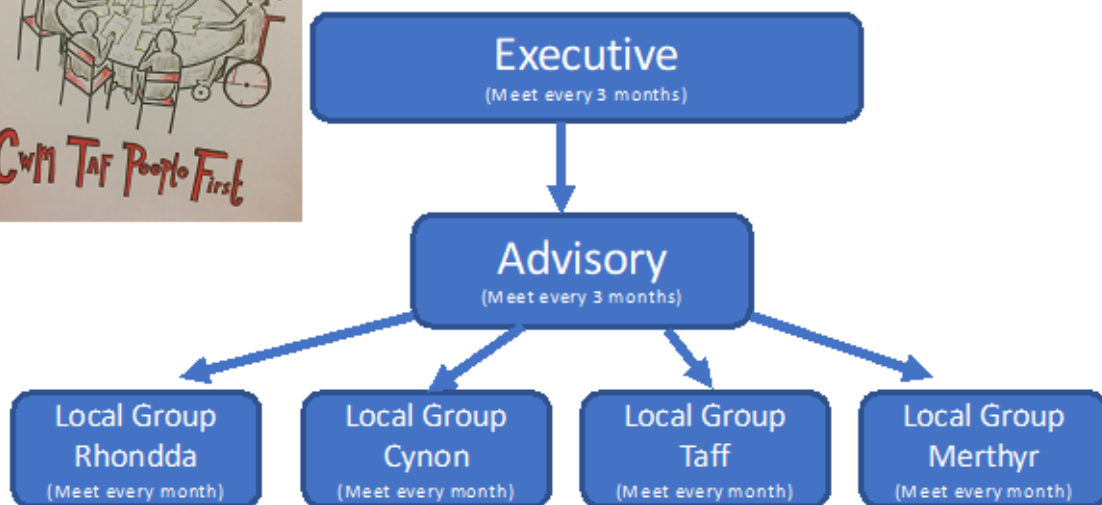 Cwm Taf People First
Executive
(Meet every 3 months)
Advisory
(Meet every 3 months)
Local Group
Rhondda
(Meet every month)
Local Group
Cynon
(Meet every month)
Local Group
Taff
(Meet every month)
Local Group
Merthyr
(Meet every month)